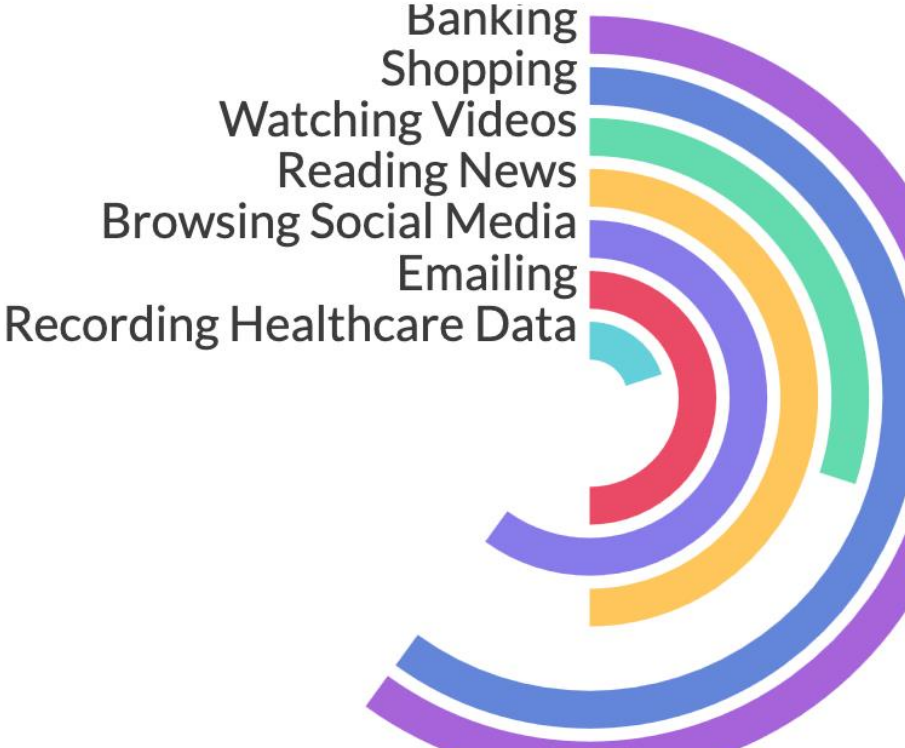 Banking
Shopping
Watching Videos
Reading News
Browsing Social Media
Emailing
Recording Healthcare Data